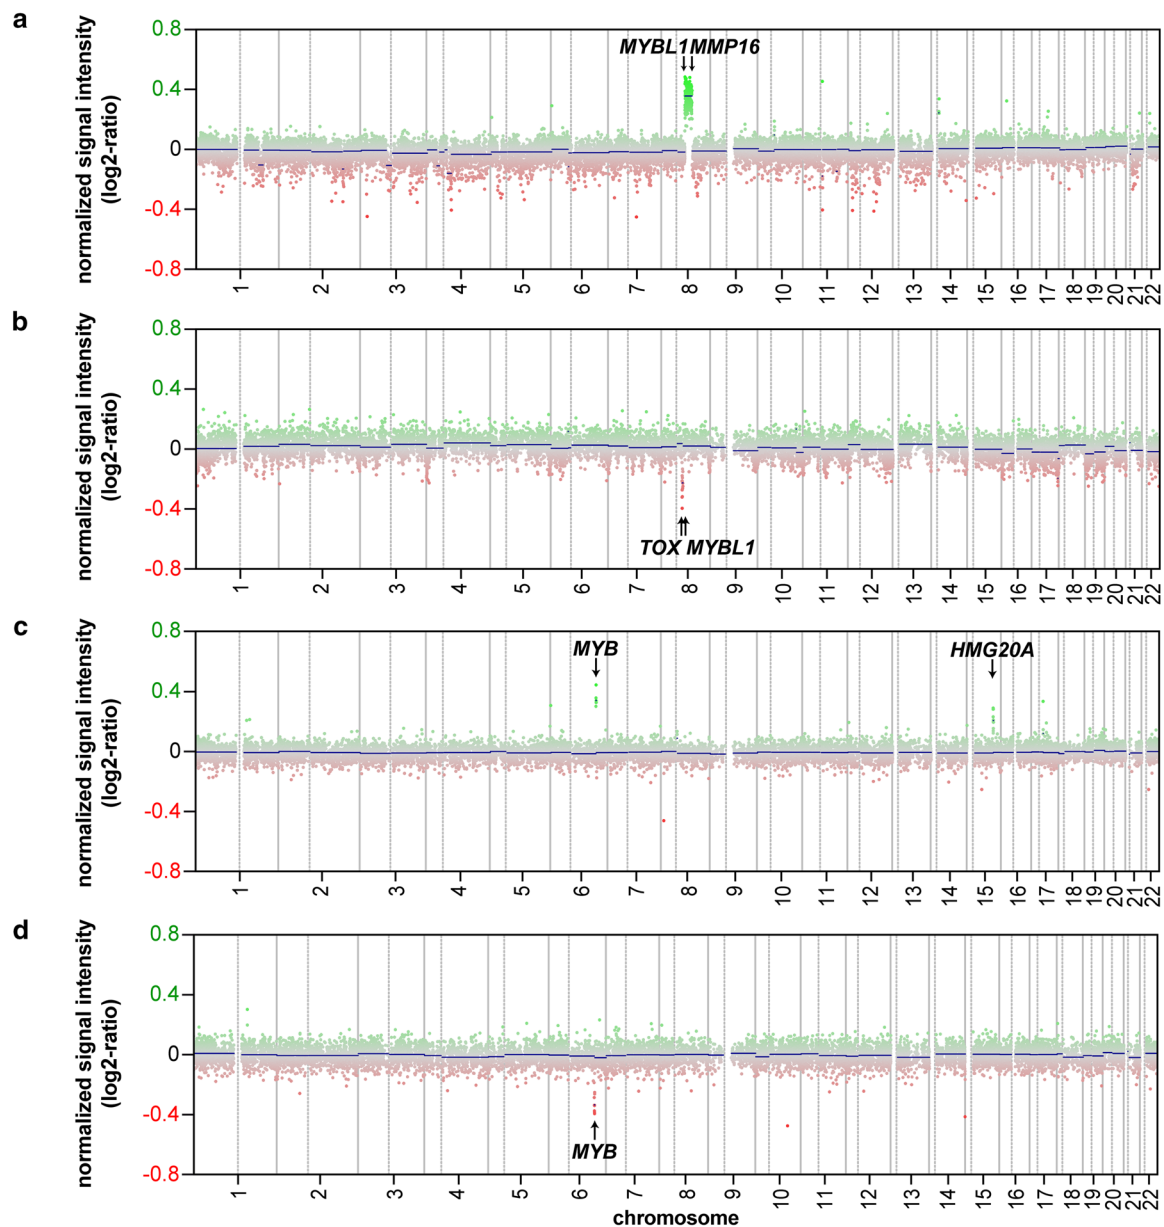 a
normalized signal intensity
(log2-ratio)
0.8
0.4
0
-0.4
-0.8
MYBL1 MMP16
1 2 3 4 5 6 7 8 9 10 11 12 13 14 15 16 17 18 19 20 21 22
b
normalized signal intensity
(log2-ratio)
0.8
0.4
0
-0.4
-0.8
TOX MYBL1
1 2 3 4 5 6 7 8 9 10 11 12 13 14 15 16 17 18 19 20 21 22
c
normalized signal intensity
(log2-ratio)
0.8
0.4
0
-0.4
-0.8
MYB
HMG20A
1 2 3 4 5 6 7 8 9 10 11 12 13 14 15 16 17 18 19 20 21 22
d
normalized signal intensity
(log2-ratio)
0.8
0.4
0
-0.4
-0.8
MYB
1 2 3 4 5 6 7 8 9 10 11 12 13 14 15 16 17 18 19 20 21 22
chromosome